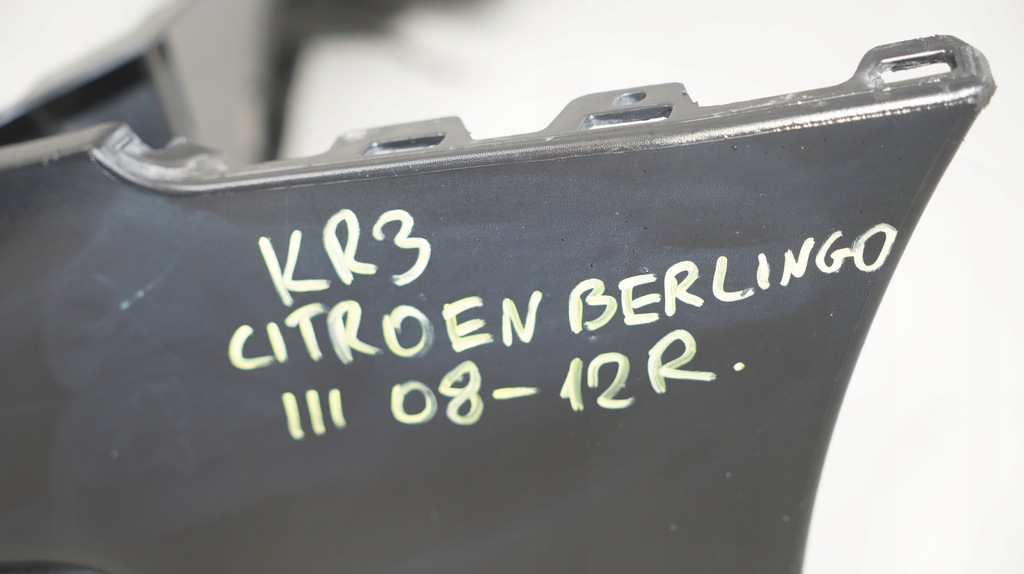 KR3
CITROEN BERLINGO
III 08-12R.